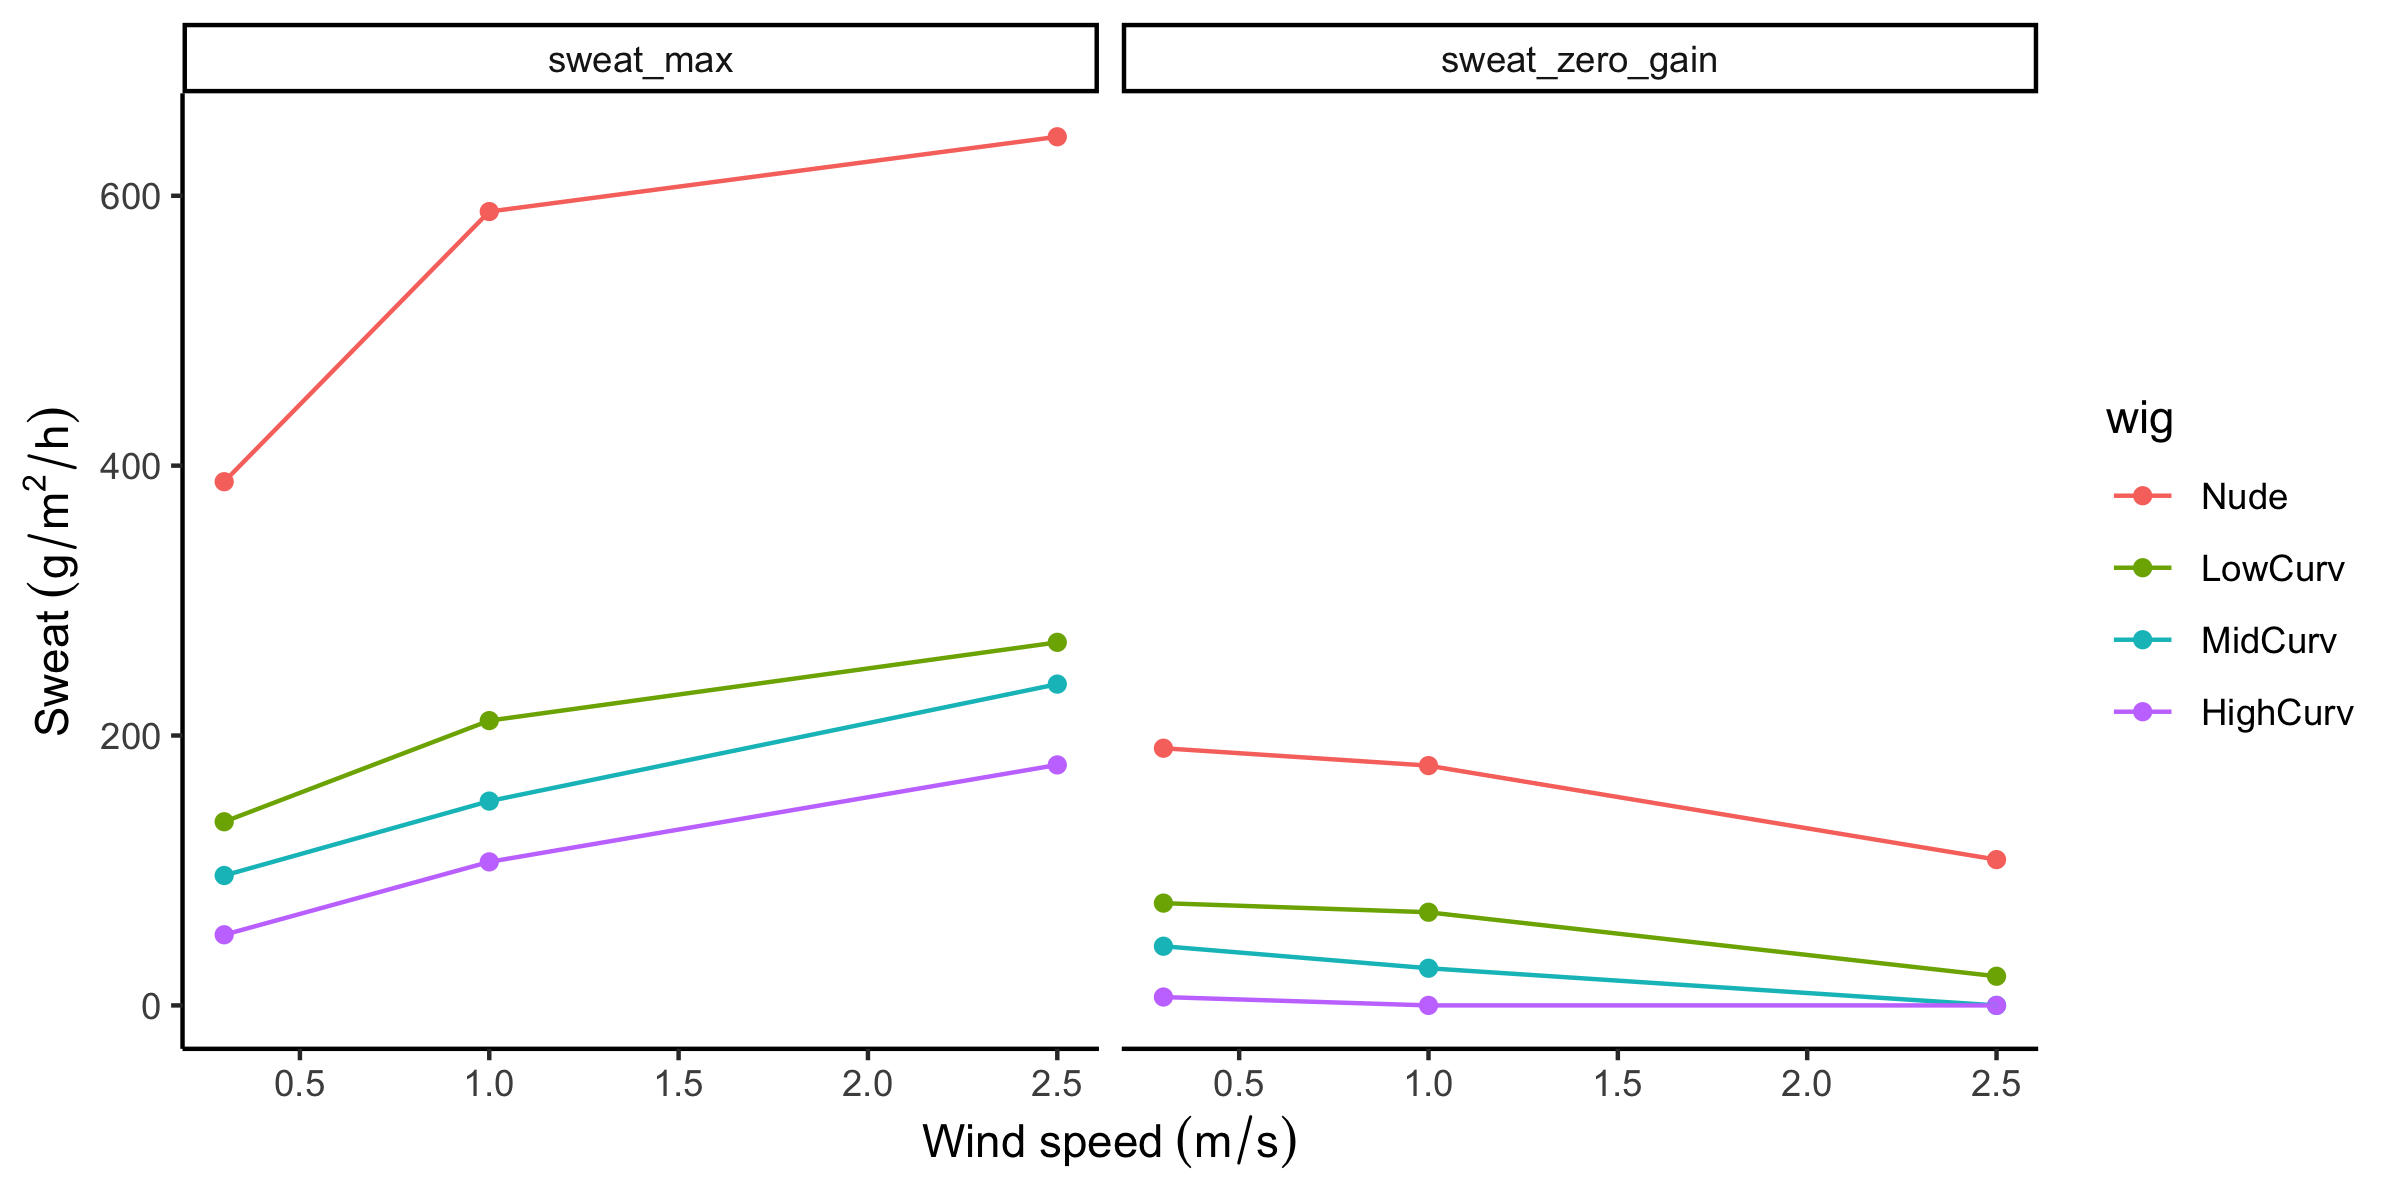 sweat_max
sweat_zero_gain
Sweat (g/m²/h)
600
400
200
0
0.5 1.0 1.5 2.0 2.5
0.5 1.0 1.5 2.0 2.5
Wind speed (m/s)
wig
Nude
LowCurv
MidCurv
HighCurv